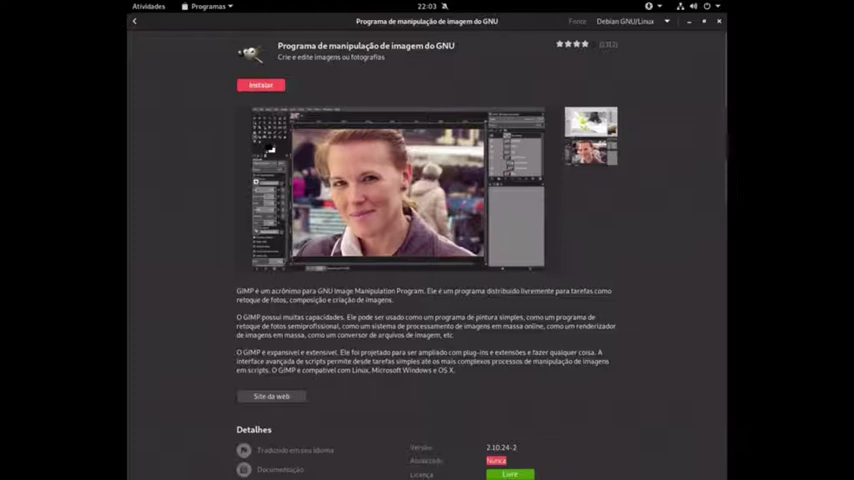 Atividades
Programas
22:03
Programa de manipulação de imagem do GNU
Fonte
Debian GNU/Linux
Programa de manipulação de imagem do GNU
Crie e edite imagens ou fotografias
Instalar
GIMP é um acrônimo para GNU Image Manipulation Program. Ele é um programa distribuído livremente para tarefas como
retoque de fotos, composição e criação de imagens.
O GIMP possui muitas capacidades. Ele pode ser usado como um programa de pintura simples, como um programa de
retoque de fotos semiprofissional, como um sistema de processamento de imagens em massa online, como um renderizador
de imagens em massa, como um conversor de arquivos de imagem, etc
O GIMP é expansível e extensível. Ele foi projetado para ser ampliado com plug-ins e extensões e fazer qualquer coisa. A
interface avançada de scripts permite desde tarefas simples até os mais complexos processos de manipulação de imagem
em scripts. O GIMP é compatível com Linux, Microsoft Windows e OS X.
Site da web
Detalhes
Traduzido em seu idioma
Documentação
Versão
2.10.24-2
Atualizado
Nunca
Licença
Livre